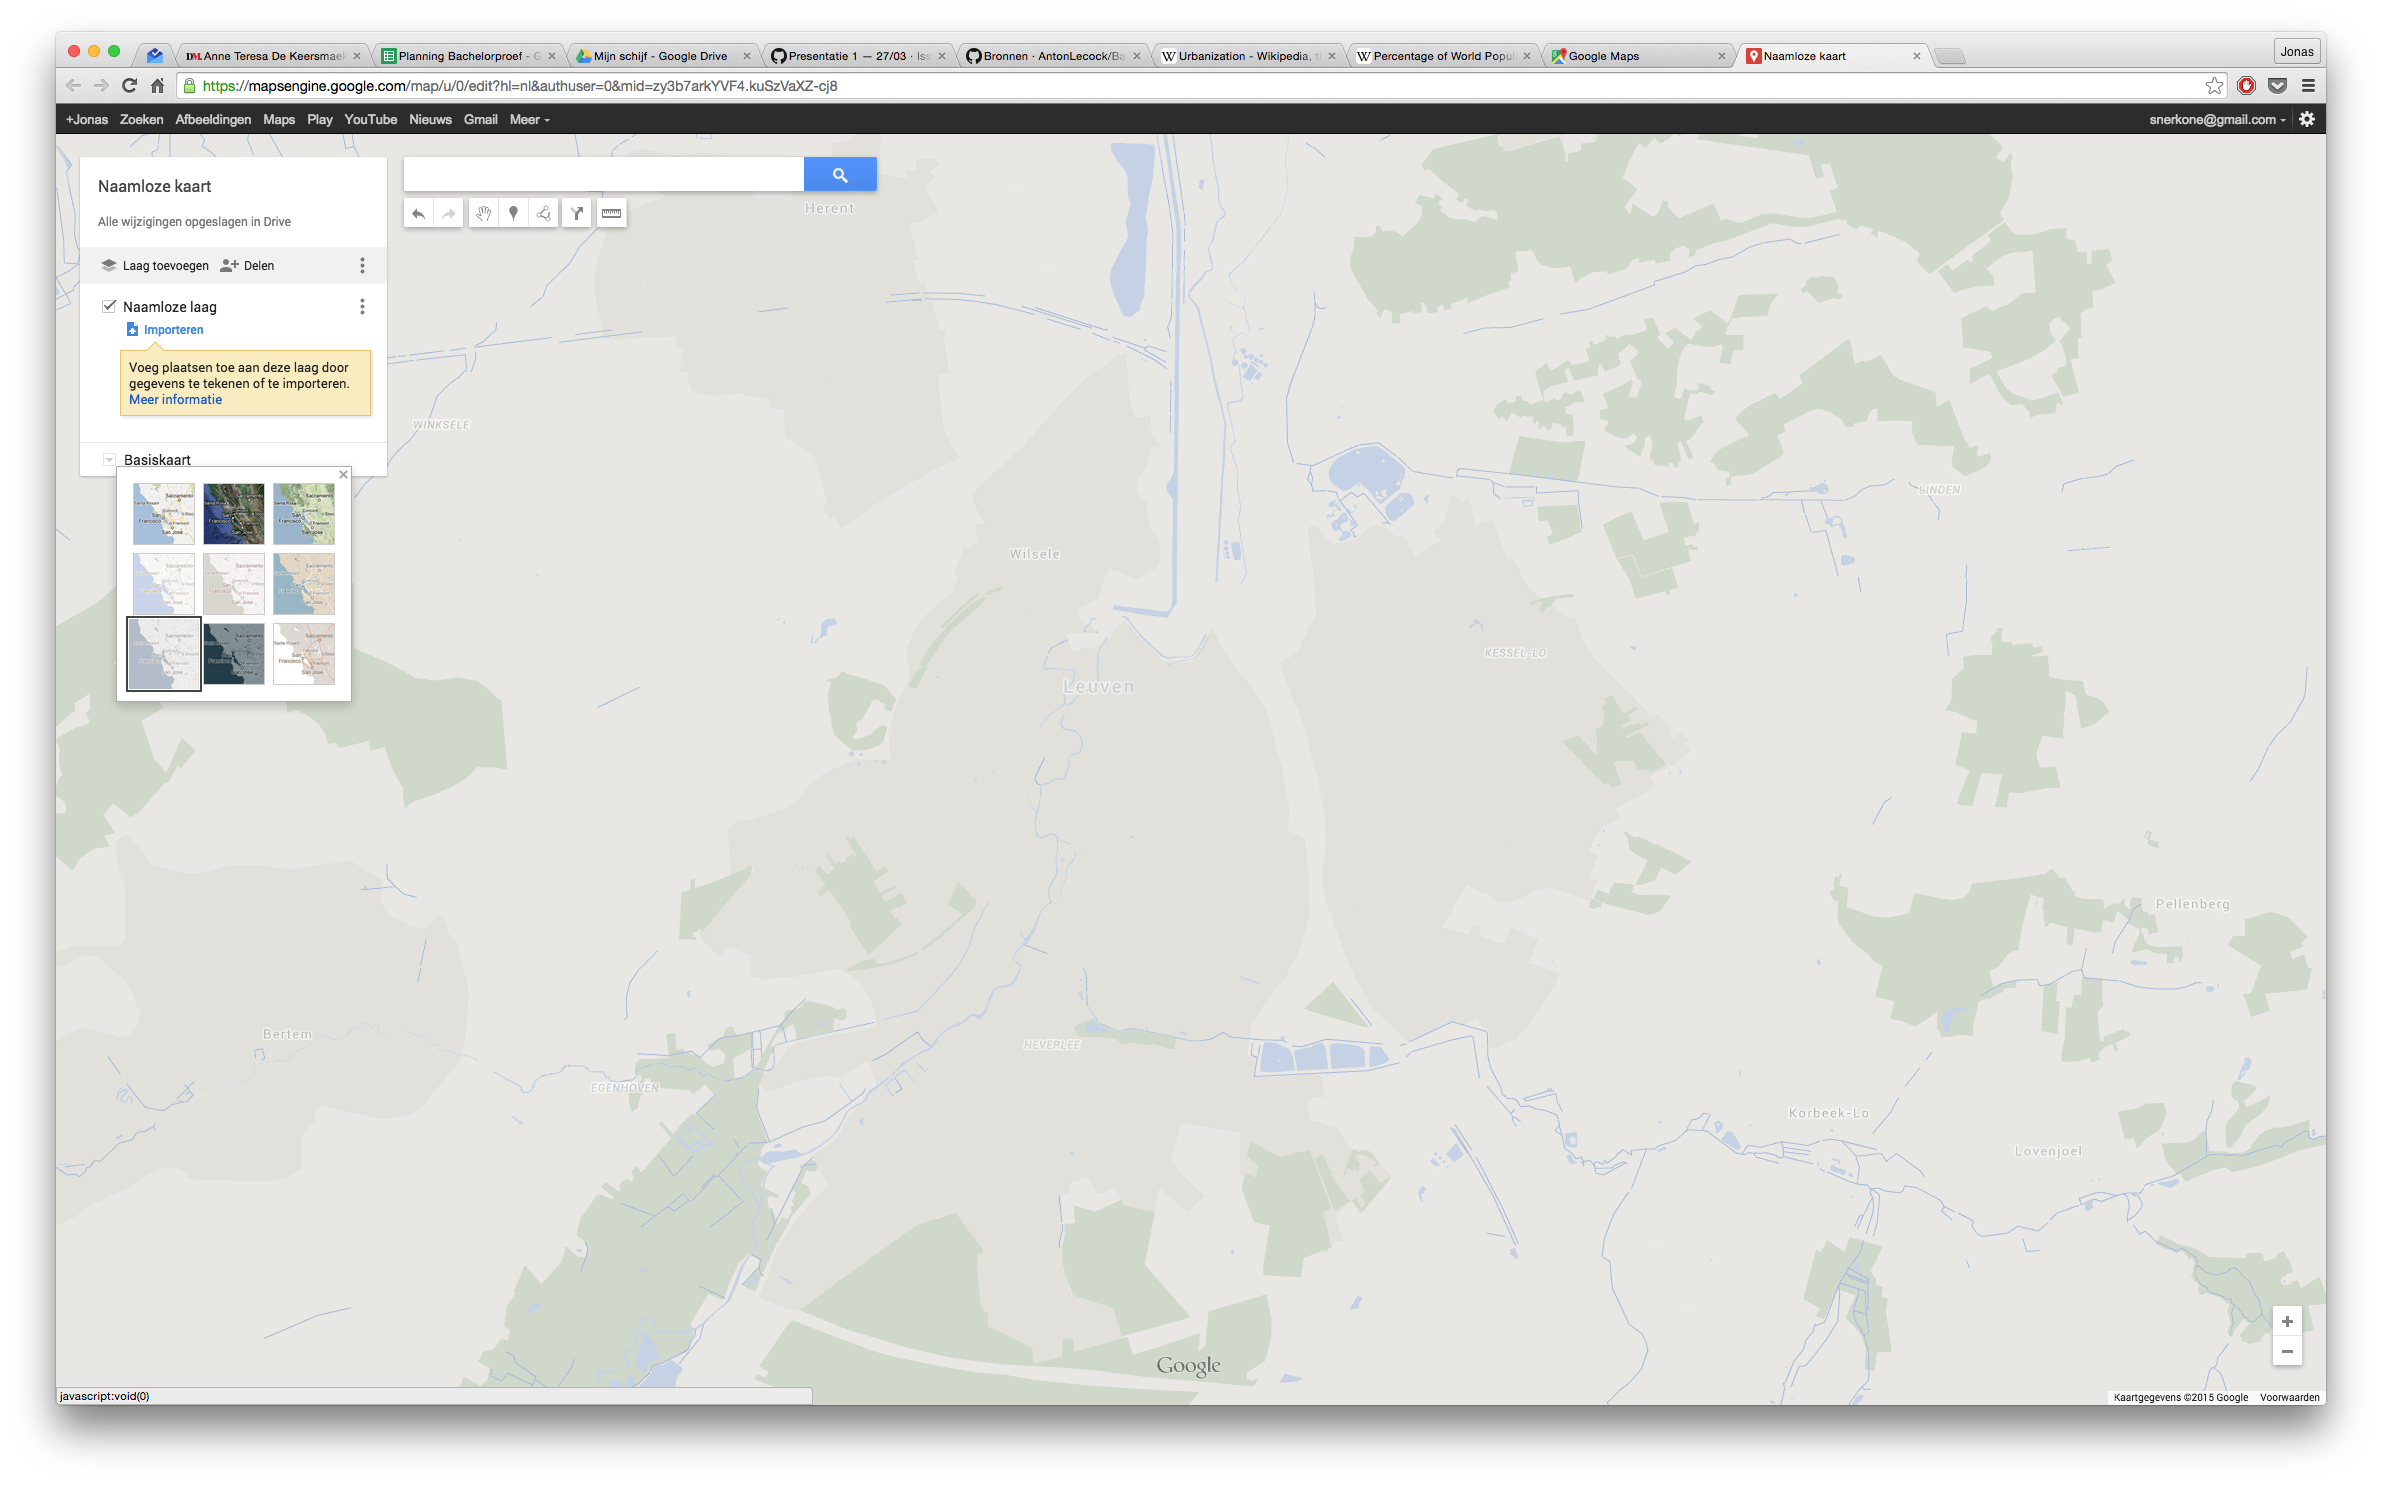 Anne Teresa De Keersmaek
Planning Bachelorproef - G
Mijn schijf - Google Drive
Presentatie 1 — 27/03 · Iss
Bronnen · AntonLecock/Ba
Urbanization - Wikipedia, t
Percentage of World Popul
Google Maps
Naamloze kaart
Jonas
https://mapsengine.google.com/map/u/0/edit?hl=nl&authuser=0&mid=zy3b7arkYVF4.kuSzVaXZ-cj8
+Jonas Zoeken Afbeeldingen Maps Play YouTube Nieuws Gmail Meer
snerkone@gmail.com
Naamloze kaart
Alle wijzigingen opgeslagen in Drive
Laag toevoegen Delen
Naamloze laag
Importeren
Voeg plaatsen toe aan deze laag door
gegevens te tekenen of te importeren.
Meer informatie
Basiskaart
Herent
WINKSELE
Wilsele
LINDEN
KESSEL-LO
Leuven
Pellenberg
Bertem
HEVERLEE
EGENHOVEN
Korbeek-Lo
Lovenjoel
Google
javascript:void(0)
Kaartgegevens ©2015 Google Voorwaarden